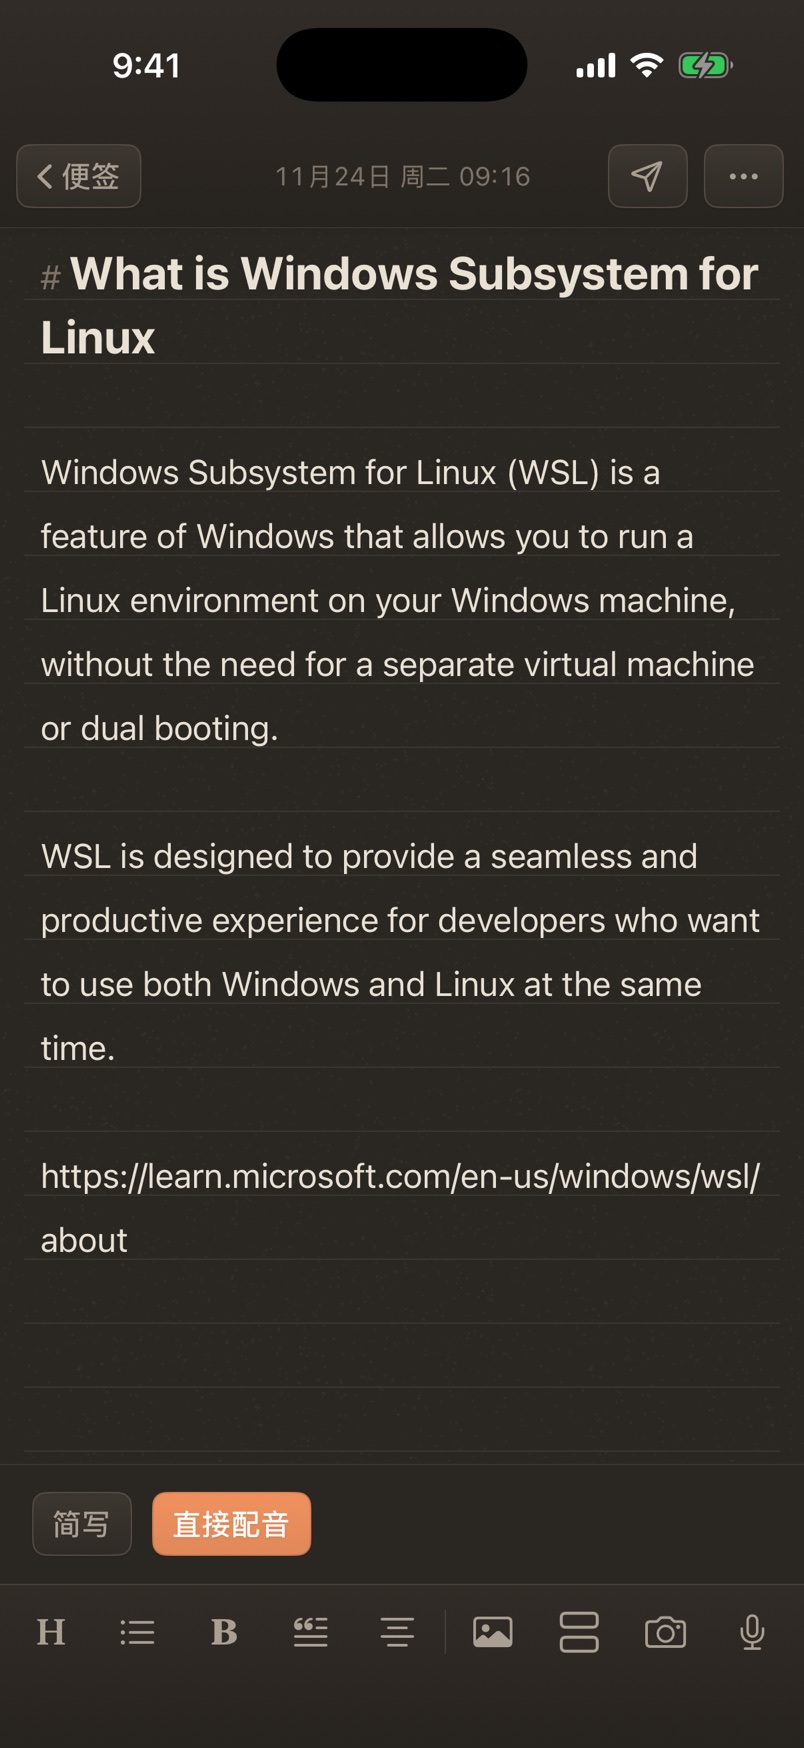 9:41
便签
11月24日 周二 09:16
# What is Windows Subsystem for
Linux
Windows Subsystem for Linux (WSL) is a
feature of Windows that allows you to run a
Linux environment on your Windows machine,
without the need for a separate virtual machine
or dual booting.
WSL is designed to provide a seamless and
productive experience for developers who want
to use both Windows and Linux at the same
time.
https://learn.microsoft.com/en-us/windows/wsl/
about
简写 直接配音
H B